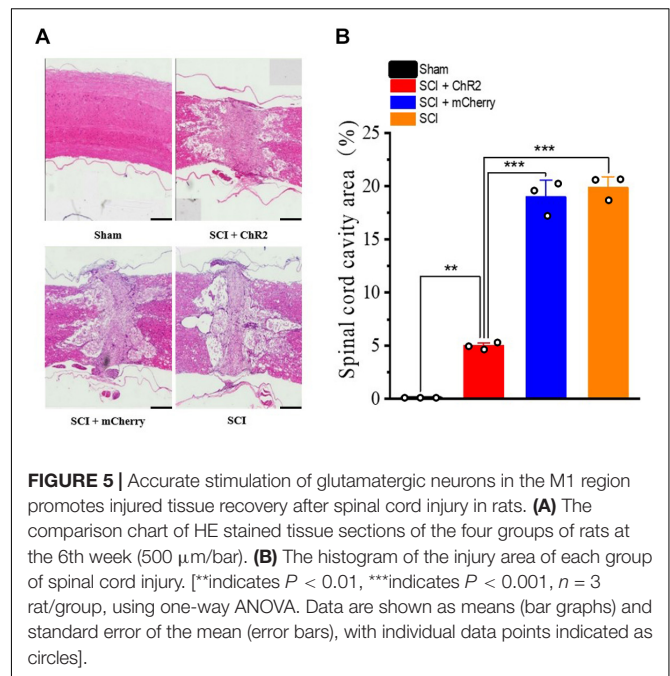 A
Sham
SCI + ChR2
SCI + mCherry
SCI
B
Sham
SCI + ChR2
SCI + mCherry
SCI
Spinal cord cavity area (%)
25
20
15
10
5
0
**
***
***
FIGURE 5 | Accurate stimulation of glutamatergic neurons in the M1 region
promotes injured tissue recovery after spinal cord injury in rats. (A) The
comparison chart of HE stained tissue sections of the four groups of rats at
the 6th week (500 μm/bar). (B) The histogram of the injury area of each group
of spinal cord injury. [**indicates P < 0.01, ***indicates P < 0.001, n = 3
rat/group, using one-way ANOVA. Data are shown as means (bar graphs) and
standard error of the mean (error bars), with individual data points indicated as
circles].